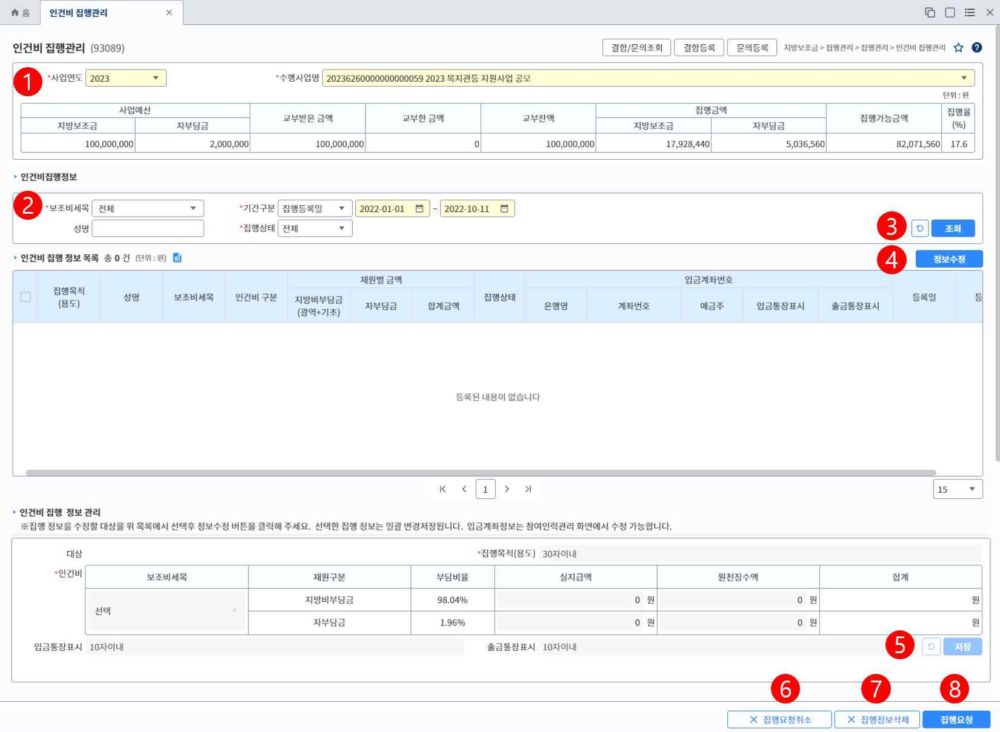 홈 인건비 집행관리
인건비 집행관리 (93089) 결함/문의조회 결함등록 문의등록 지방보조금 > 집행관리 > 집행관리 > 인건비 집행관리 ?
1 *사업연도 2023 *수행사업명 20236260000000000059 2023 복지관등 지원사업 공모
단위 : 원
사업예산 교부받은 금액 교부한 금액 교부잔액 집행금액 집행가능금액 집행율
(%)
지방보조금 자부담금 지방보조금 자부담금
100,000,000 2,000,000 100,000,000 0 100,000,000 17,928,440 5,036,560 82,071,560 17.6
인건비집행정보
2 *보조비세목 전체 *기간구분 집행등록일 2022-01-01 ~ 2022-10-11
성명 *집행상태 전체 3 조회
인건비 집행 정보 목록 총 0 건 (단위 : 원) 4 정보수정
집행목적
(용도) 성명 보조비세목 인건비 구분 재원별 금액 집행상태 입금계좌번호 등록일 등
지방비부담금
(광역+기초) 자부담금 합계금액 은행명 계좌번호 예금주 입금통장표시 출금통장표시
등록된 내용이 없습니다
1 15
인건비 집행 정보 관리
※집행 정보를 수정할 대상을 위 목록에서 선택후 정보수정 버튼을 클릭해 주세요. 선택한 집행 정보는 일괄 변경저장됩니다. 입금계좌정보는 참여인력관리 화면에서 수정 가능합니다.
대상 *집행목적(용도) 30자이내
*인건비 보조비세목 재원구분 부담비율 실지급액 원천징수액 합계
선택 지방비부담금 98.04% 0 원 0 원 원
자부담금 1.96% 0 원 0 원 원
입금통장표시 10자이내 출금통장표시 10자이내 5 저장
6 7 8
집행요청취소 집행정보삭제 집행요청